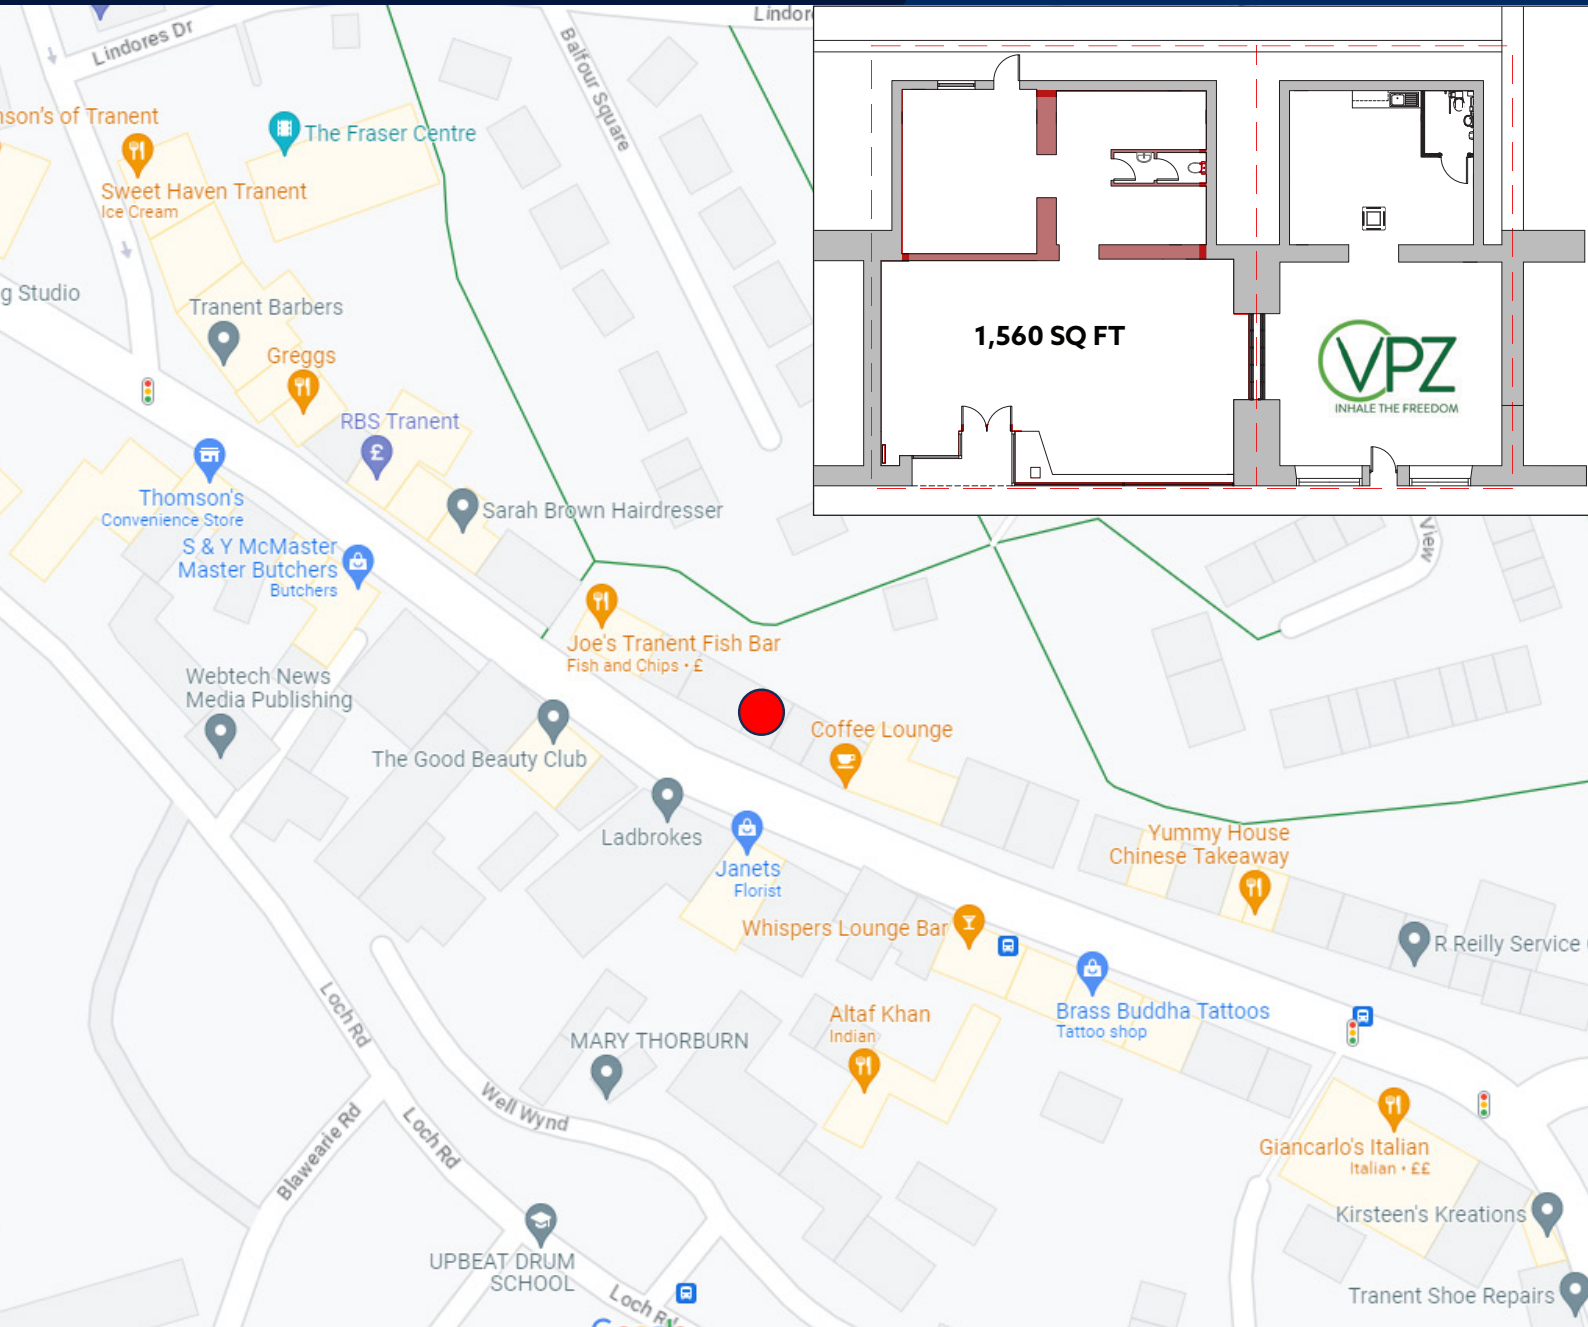 Lindores Dr
Balfour Square
Lindor
nson's of Tranent
The Fraser Centre
Sweet Haven Tranent
Ice Cream
g Studio
Tranent Barbers
Greggs
RBS Tranent
£
Thomson's
Convenience Store
Sarah Brown Hairdresser
S & Y McMaster
Master Butchers
Butchers
1,560 SQ FT
VPZ
INHALE THE FREEDOM
View
Joe's Tranent Fish Bar
Fish and Chips • £
Webtech News
Media Publishing
The Good Beauty Club
Coffee Lounge
Ladbrokes
Janets
Florist
Yummy House
Chinese Takeaway
Whispers Lounge Bar
R Reilly Service
Brass Buddha Tattoos
Tattoo shop
Altaf Khan
Indian
MARY THORBURN
Loch Rd
Well Wynd
Blawearie Rd
Loch Rd
Giancarlo's Italian
Italian • ££
Kirsteen's Kreations
UPBEAT DRUM
SCHOOL
Loch Rd
Tranent Shoe Repairs